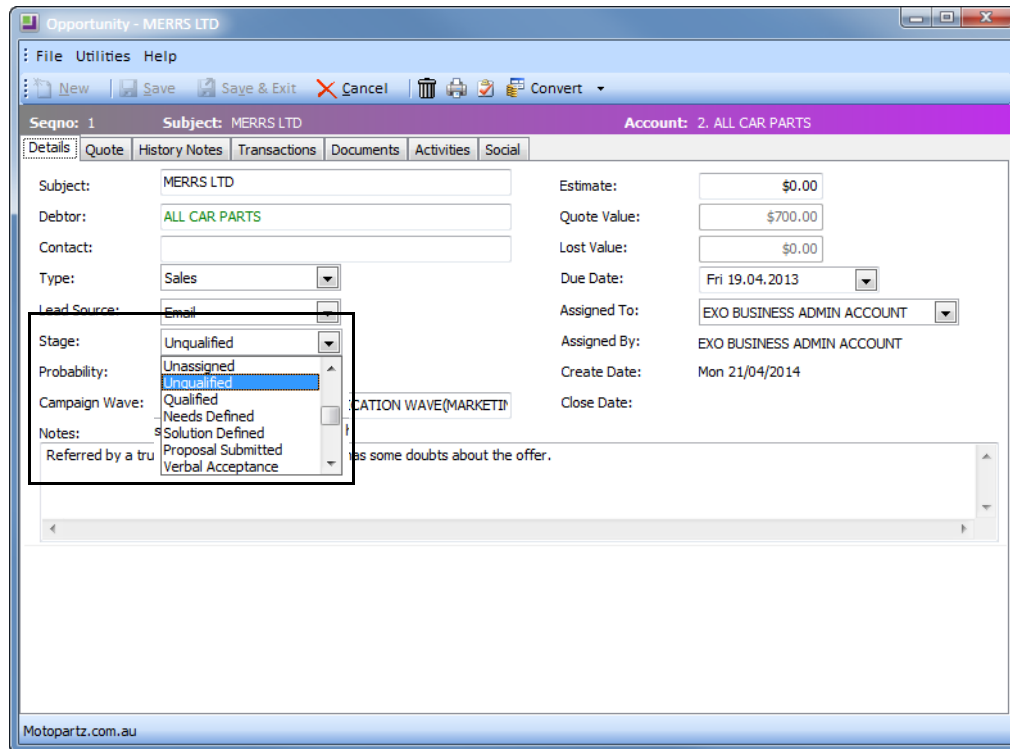 Opportunity - MERRS LTD
File Utilities Help
New Save Save & Exit Cancel Convert
Seqno: 1 Subject: MERRS LTD Account: 2. ALL CAR PARTS
Details Quote History Notes Transactions Documents Activities Social
Subject: MERRS LTD Estimate: $0.00
Debtor: ALL CAR PARTS Quote Value: $700.00
Contact: Lost Value: $0.00
Type: Sales Due Date: Fri 19.04.2013
Lead Source: Email Assigned To: EXO BUSINESS ADMIN ACCOUNT
Stage: Unqualified Assigned By: EXO BUSINESS ADMIN ACCOUNT
Unassigned
Probability: Unqualified Create Date: Mon 21/04/2014
Qualified
Campaign Wave: ICATION WAVE(MARKETIN Close Date:
Needs Defined
Notes: Solution Defined
Referred by a tru Proposal Submitted as some doubts about the offer.
Verbal Acceptance
Motopartz.com.au